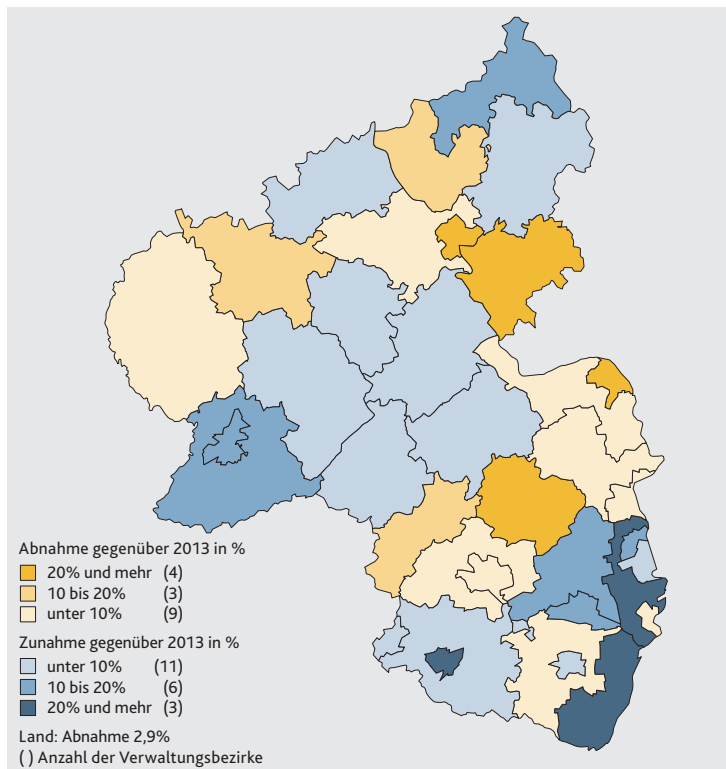 Abnahme gegenüber 2013 in %
20% und mehr (4)
10 bis 20% (3)
unter 10% (9)
Zunahme gegenüber 2013 in %
unter 10% (11)
10 bis 20% (6)
20% und mehr (3)
Land: Abnahme 2,9%
( ) Anzahl der Verwaltungsbezirke